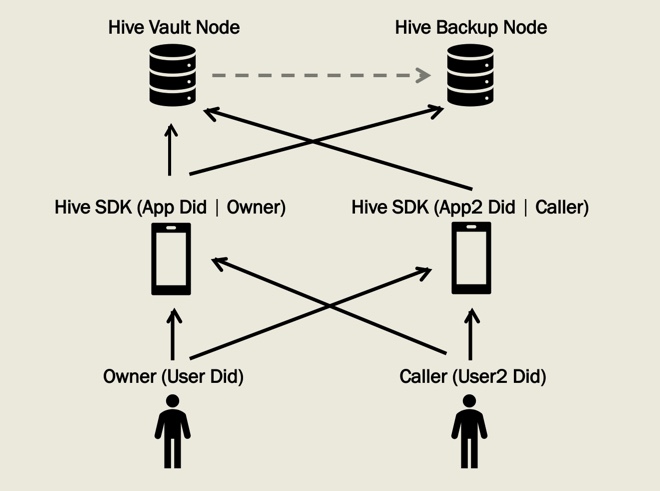 Hive Vault Node
Hive Backup Node
Hive SDK (App Did | Owner)
Hive SDK (App2 Did | Caller)
Owner (User Did)
Caller (User2 Did)